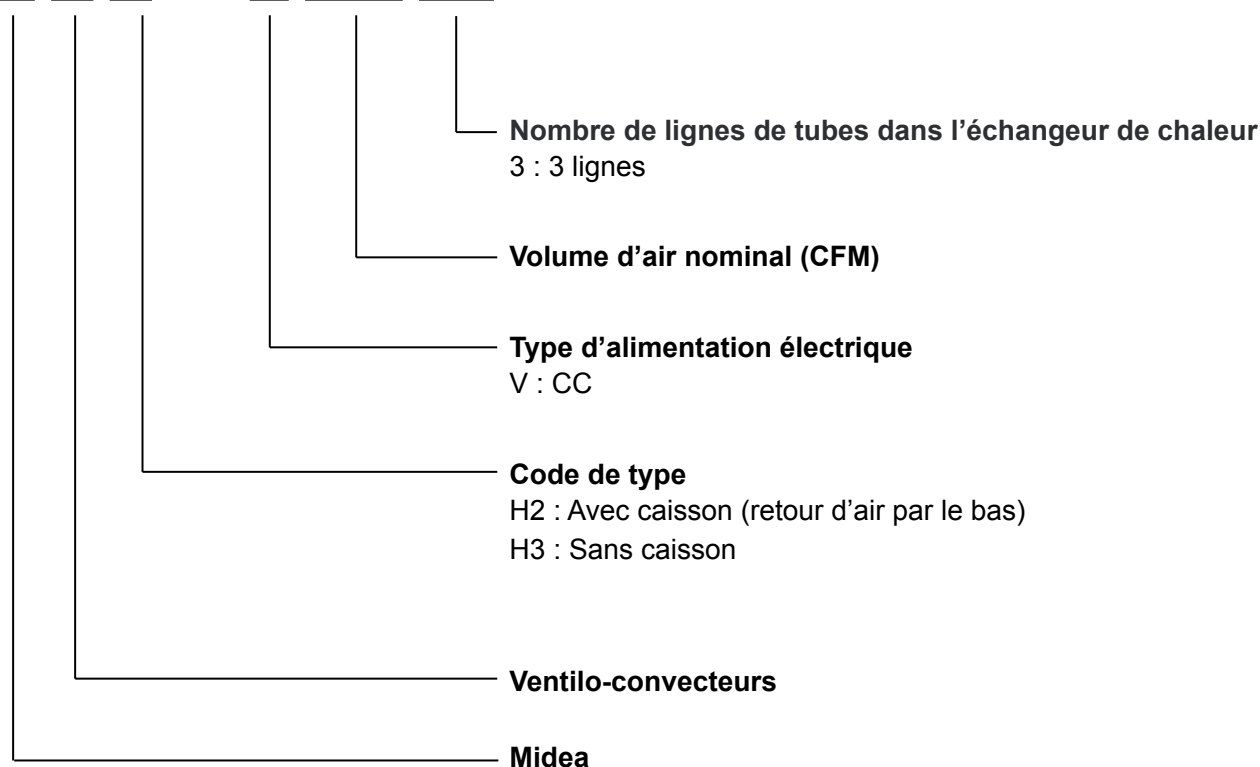 Nombre de lignes de tubes dans l’échangeur de chaleur
3 : 3 lignes
Volume d’air nominal (CFM)
Type d’alimentation électrique
V : CC
Code de type
H2 : Avec caisson (retour d’air par le bas)
H3 : Sans caisson
Ventilo-convecteurs
Midea